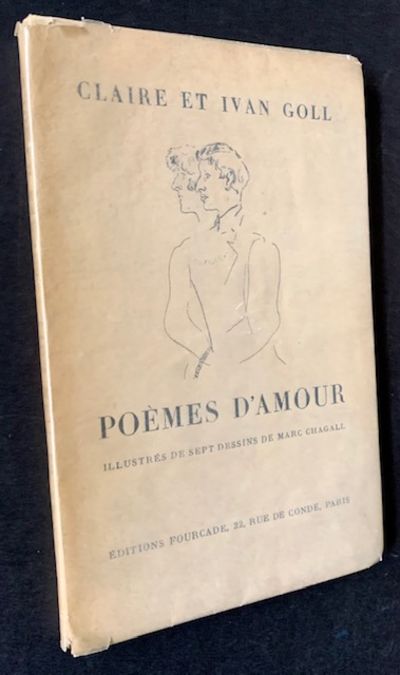 CLAIRE ET IVAN GOLL
POÈMES D'AMOUR
ILLUSTRÉS DE SEPT DESSINS DE MARC CHAGALL
ÉDITIONS FOURCADE, 22, RUE DE CONDÉ, PARIS